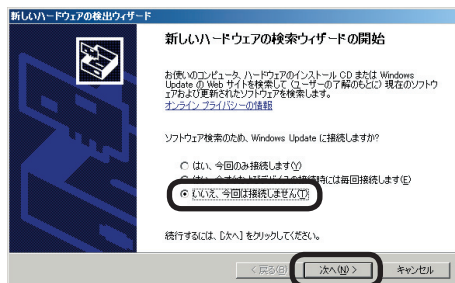 新しいハードウェアの検出ウィザード
新しいハードウェアの検索ウィザードの開始
お使いのコンピュータ、ハードウェアのインストール CD または Windows
Update の Web サイトを検索して (ユーザーの了解のもとに) 現在のソフトウ
ェアおよび更新されたソフトウェアを検索します。
オンライン プライバシーの情報
ソフトウェア検索のため、Windows Update に接続しますか?
はい、今回のみ接続します(Y)
はい、今すぐおよびデバイスの接続時には毎回接続します(E)
いいえ、今回は接続しません(T)
続行するには、[次へ] をクリックしてください。
< 戻る(B) 次へ(N) > キャンセル